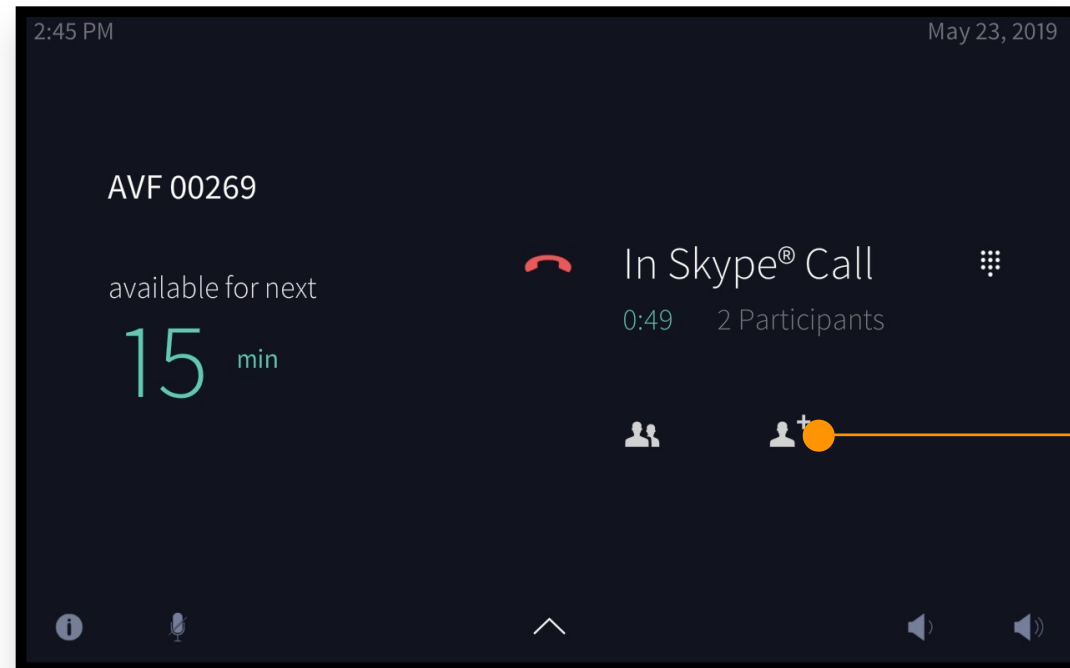 2:45 PM
May 23, 2019
AVF 00269
available for next
15 min
In Skype® Call
0:49 2 Participants